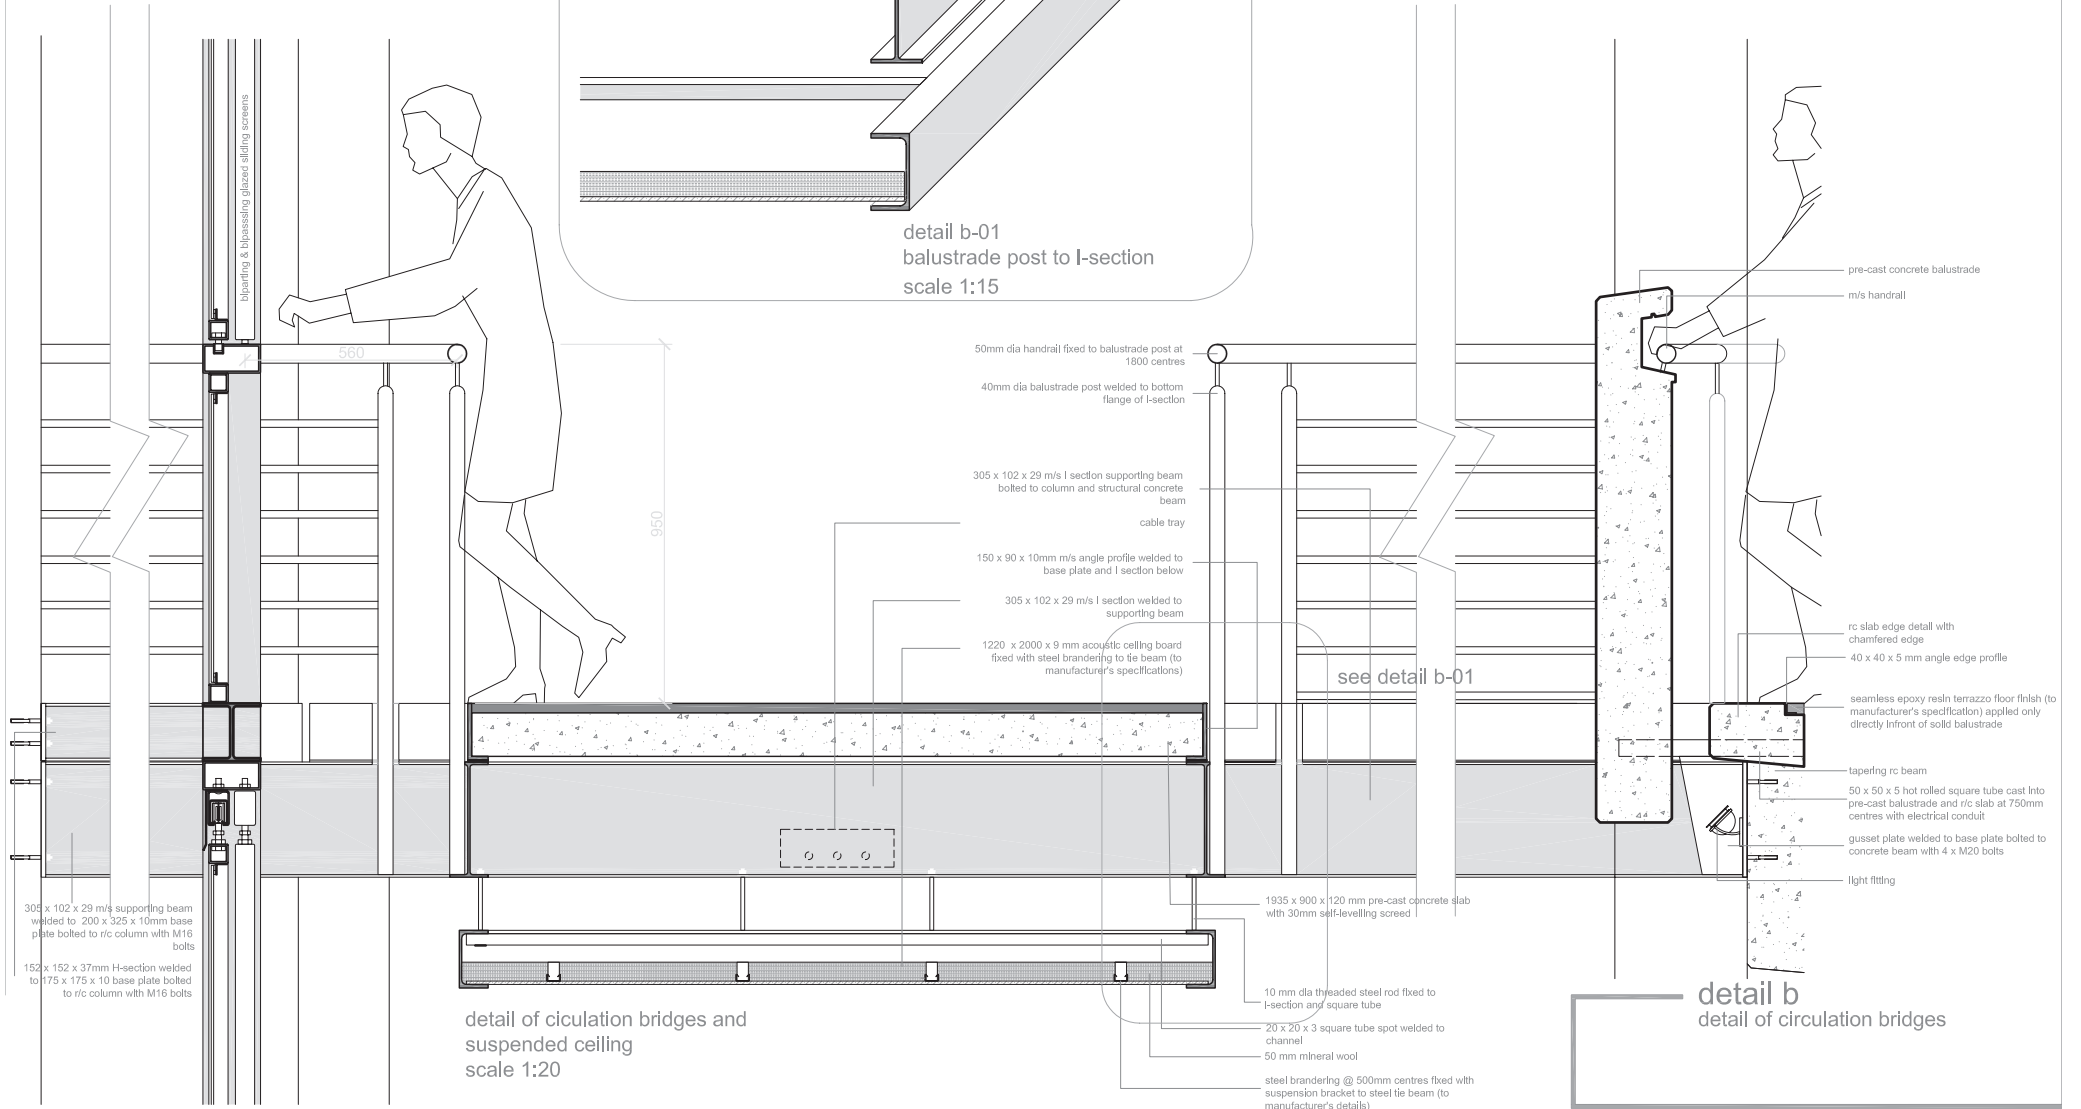 biparting & bipassing glazed sliding screens
detail b-01
balustrade post to I-section
scale 1:15
560
950
50mm dia handrail fixed to balustrade post at
1800 centres
40mm dia balustrade post welded to bottom
flange of I-section
305 x 102 x 29 m/s I section supporting beam
bolted to column and structural concrete
beam
cable tray
150 x 90 x 10mm m/s angle profile welded to
base plate and I section below
305 x 102 x 29 m/s I section welded to
supporting beam
1220 x 2000 x 9 mm acoustic ceiling board
fixed with steel brandering to tie beam (to
manufacturer's specifications)
see detail b-01
pre-cast concrete balustrade
m/s handrail
rc slab edge detail with
chamfered edge
40 x 40 x 5 mm angle edge profile
seamless epoxy resin terrazzo floor finish (to
manufacturer's specification) applied only
directly infront of solid balustrade
tapering rc beam
50 x 50 x 5 hot rolled square tube cast into
pre-cast balustrade and r/c slab at 750mm
centres with electrical conduit
gusset plate welded to base plate bolted to
concrete beam with 4 x M20 bolts
light fitting
305 x 102 x 29 m/s supporting beam
welded to 200 x 325 x 10mm base
plate bolted to r/c column with M16
bolts
152 x 152 x 37mm H-section welded
to 175 x 175 x 10 base plate bolted
to r/c column with M16 bolts
1935 x 900 x 120 mm pre-cast concrete slab
with 30mm self-levelling screed
10 mm dia threaded steel rod fixed to
I-section and square tube
20 x 20 x 3 square tube spot welded to
channel
50 mm mineral wool
steel brandering @ 500mm centres fixed with
suspension bracket to steel tie beam (to
manufacturer's details)
detail of ciculation bridges and
suspended ceiling
scale 1:20
detail b
detail of circulation bridges